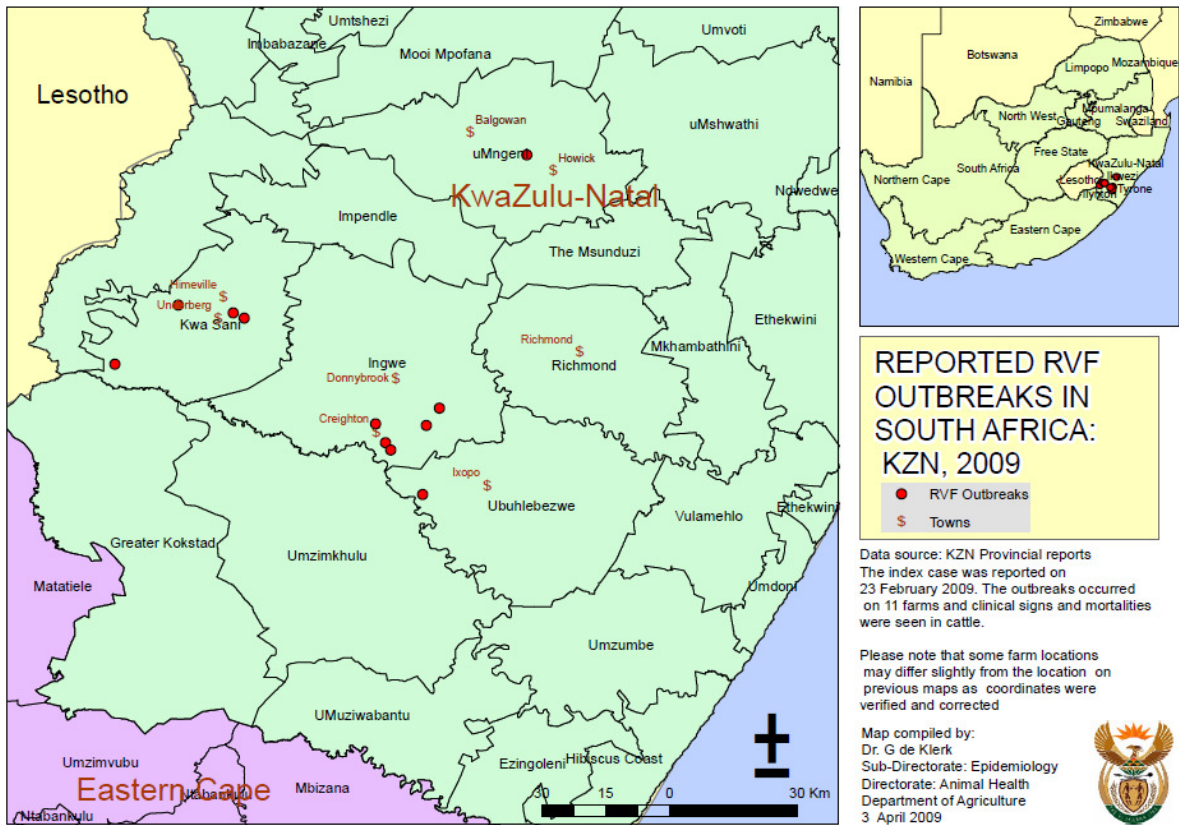 Umtshezi
Imbabazane
Mooi Mpofana
Umvoti
Lesotho
Balgowan
uMshwathi
uMngeni
Howick
KwaZulu-Natal
Ndwedwe
Impendle
The Msunduzi
Himeville
Underberg
Kwa Sani
Ethekwini
Richmond
Mkhambathini
Ingwe
Richmond
Donnybrook
Creighton
Ixopo
Ubuhlebezwe
Vulamehlo
Ethekwini
Greater Kokstad
Umzimkhulu
Matatiele
Umdoni
Umzumbe
UMuziwabantu
Hibiscus Coast
Ezingoleni
Umzimvubu
Eastern Cape
Ntabankulu
Mbizana
Ntabankulu
30 15 0 30 Km
Zimbabwe
Botswana
Limpopo
Mozambique
Namibia
Mpumalanga
North West
Gauteng
Swaziland
Free State
South Africa
KwaZulu-Natal
Northern Cape
Lesotho
Ikwezi
Tyrone
Eastern Cape
Western Cape
REPORTED RVF
OUTBREAKS IN
SOUTH AFRICA:
KZN, 2009
RVF Outbreaks
$ Towns
Data source: KZN Provincial reports
The index case was reported on
23 February 2009. The outbreaks occurred
on 11 farms and clinical signs and mortalities
were seen in cattle.
Please note that some farm locations
may differ slightly from the location on
previous maps as coordinates were
verified and corrected
Map compiled by:
Dr. G de Klerk
Sub-Directorate: Epidemiology
Directorate: Animal Health
Department of Agriculture
3 April 2009